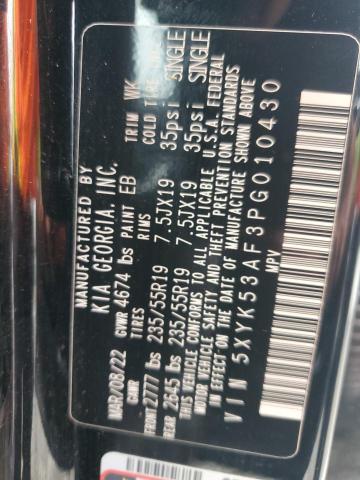 MANUFACTURED BY
KIA GEORGIA, INC.
MAR/08/22 GVWR 4674 lbs PAINT EB TRIM WK
GAWR TIRES RIMS COLD TIRE
FRONT 2777 lbs 235/55R19 7.5JX19 35psi SINGLE
REAR 2645 lbs 235/55R19 7.5JX19 35psi SINGLE
THIS VEHICLE CONFORMS TO ALL APPLICABLE U.S.A. FEDERAL
MOTOR VEHICLE SAFETY AND THEFT PREVENTION STANDARDS
IN EFFECT ON THE DATE OF MANUFACTURE SHOWN ABOVE
VIN 5XYK53AF3PG010430
MPV